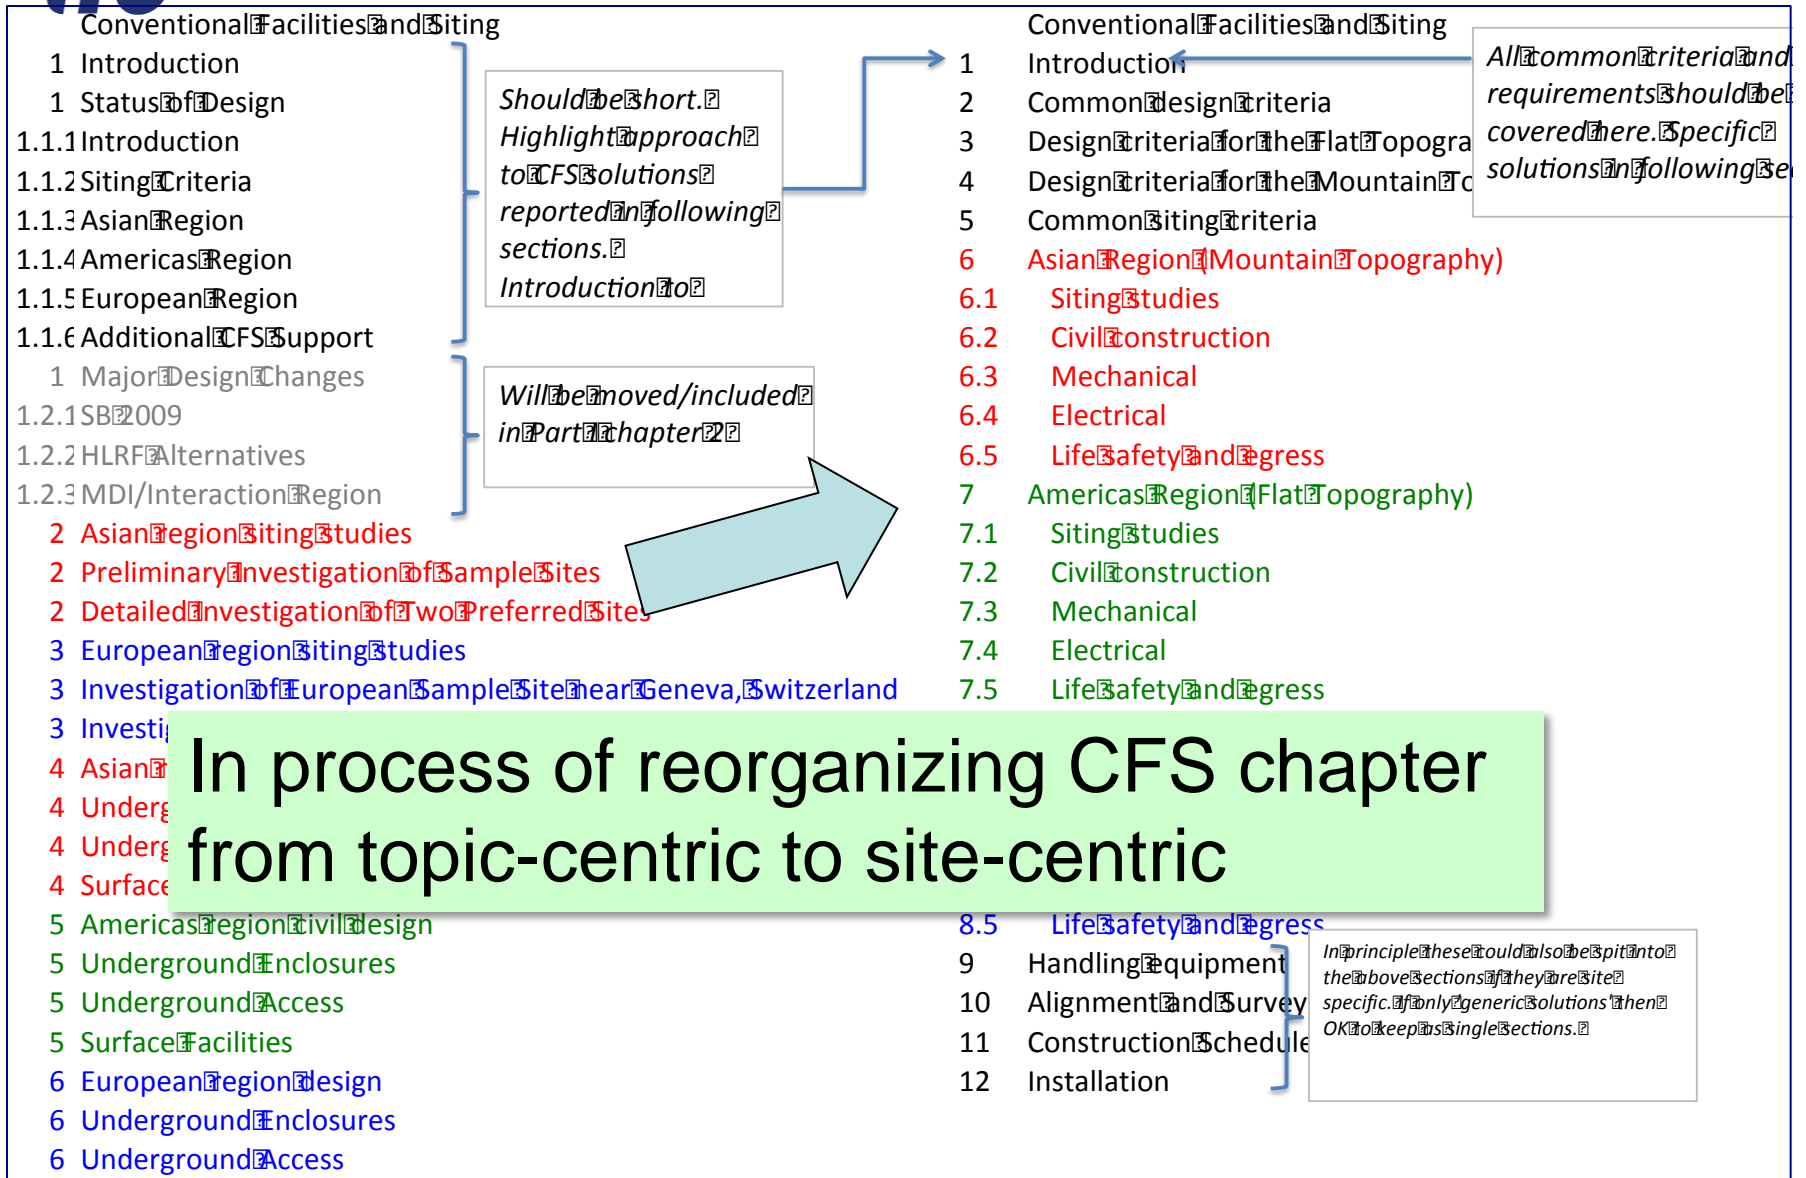 Conventional Facilities and Siting
1 Introduction
1 Status of Design
1.1.1 Introduction
1.1.2 Siting Criteria
1.1.3 Asian Region
1.1.4 Americas Region
1.1.5 European Region
1.1.6 Additional CFS Support
1 Major Design Changes
1.2.1 SB 2009
1.2.2 HLRF Alternatives
1.2.3 MDI/Interaction Region
2 Asian region siting studies
2 Preliminary Investigation of Sample Sites
2 Detailed Investigation of Two Preferred Sites
3 European region siting studies
3 Investigation of European Sample Site near Geneva, Switzerland
3
4 Asian
4
4
4 Surface
5 Americas region civil design
5 Underground Enclosures
5 Underground Access
5 Surface Facilities
6 European region design
6 Underground Enclosures
6 Underground Access
Should be short.
Highlight approach
to CFS solutions
reported in following
sections.
Introduction to
Will be moved/included
in Part I chapter 2
Conventional Facilities and Siting
1 Introduction
2 Common design criteria
3 Design criteria for the Flat Topogra
4 Design criteria for the Mountain
5 Common siting criteria
6 Asian Region (Mountain Topography)
6.1 Siting studies
6.2 Civil construction
6.3 Mechanical
6.4 Electrical
6.5 Life safety and egress
7 Americas Region (Flat Topography)
7.1 Siting studies
7.2 Civil construction
7.3 Mechanical
7.4 Electrical
7.5 Life safety and egress
8.5 Life safety and egress
9 Handling equipment
10 Alignment and Survey
11 Construction Schedule
12 Installation
All common criteria and
requirements should be
covered here. Specific
solutions in following
In principle these could also be spit into
the above sections if they are site
specific. If only 'generic solutions' then
OK to keep as single sections.
In process of reorganizing CFS chapter
from topic-centric to site-centric